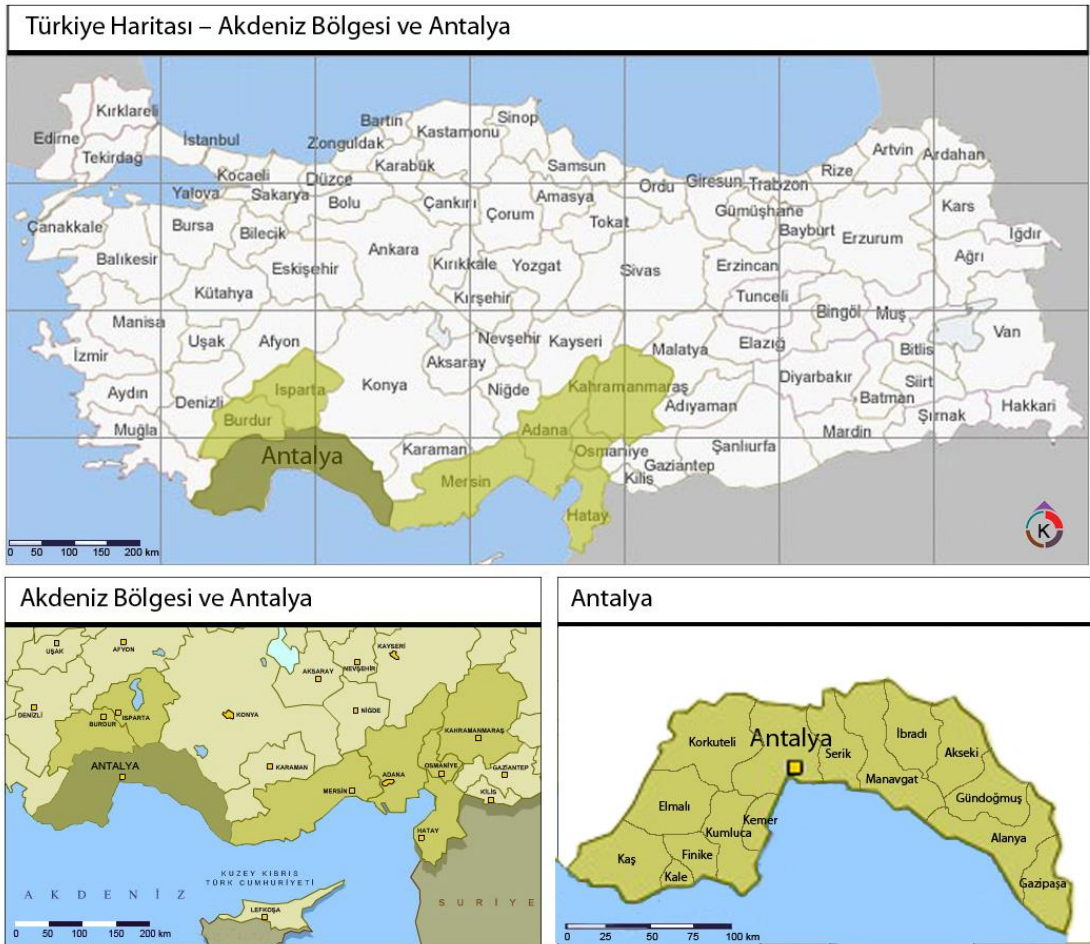 Türkiye Haritası – Akdeniz Bölgesi ve Antalya
Kırklareli
Edirne
Tekirdağ
İstanbul
Kocaeli
Yalova
Sakarya
Düzce
Zonguldak
Bartın
Karabük
Kastamonu
Sinop
Samsun
Ordu
Giresun
Trabzon
Rize
Artvin
Ardahan
Çanakkale
Bursa
Bilecik
Bolu
Çankırı
Çorum
Amasya
Tokat
Gümüşhane
Bayburt
Erzurum
Kars
Iğdır
Balıkesir
Kütahya
Eskişehir
Ankara
Kırıkkale
Yozgat
Sivas
Erzincan
Ağrı
Kırşehir
Tunceli
Bingöl
Muş
Manisa
Uşak
Afyon
Nevşehir
Kayseri
Malatya
Elazığ
Bitlis
Van
İzmir
Aydın
Denizli
Isparta
Konya
Aksaray
Niğde
Kahramanmaraş
Adıyaman
Diyarbakır
Batman
Siirt
Şırnak
Hakkari
Muğla
Burdur
Antalya
Karaman
Mersin
Adana
Osmaniye
Gaziantep
Kilis
Şanlıurfa
Mardin
Hatay
K
0 50 100 150 200 km
Akdeniz Bölgesi ve Antalya
UŞAK
AFYON
DENİZLİ
BURDUR
ISPARTA
KONYA
AKSARAY
NEVŞEHİR
KAYSERİ
NİĞDE
KAHRAMANMARAŞ
ANTALYA
KARAMAN
MERSİN
ADANA
OSMANİYE
GAZİANTEP
KİLİS
HATAY
KUZEY KIBRIS
TÜRK CUMHURİYETİ
LEFKOŞA
AKDENİZ
SURİYE
0 50 100 150 200 km
Antalya
Korkuteli
Antalya
Serik
İbradı
Akseki
Manavgat
Gündoğmuş
Elmalı
Kemer
Kumluca
Alanya
Kaş
Finike
Kale
Gazipaşa
0 25 50 75 100 km